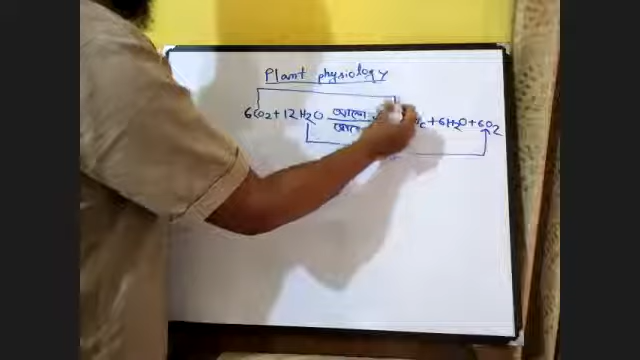 Plant physiology
6CO₂ + 12H₂O আলো + 6H₂O + 6O₂